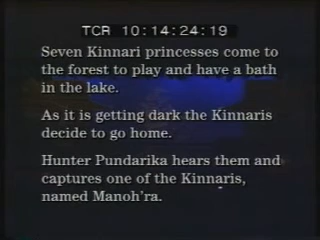 TCR 10:14:24:19
Seven Kinnari princesses come to
the forest to play and have a bath
in the lake.
As it is getting dark the Kinnaris
decide to go home.
Hunter Pundarika hears them and
captures one of the Kinnaris,
named Manoh'ra.